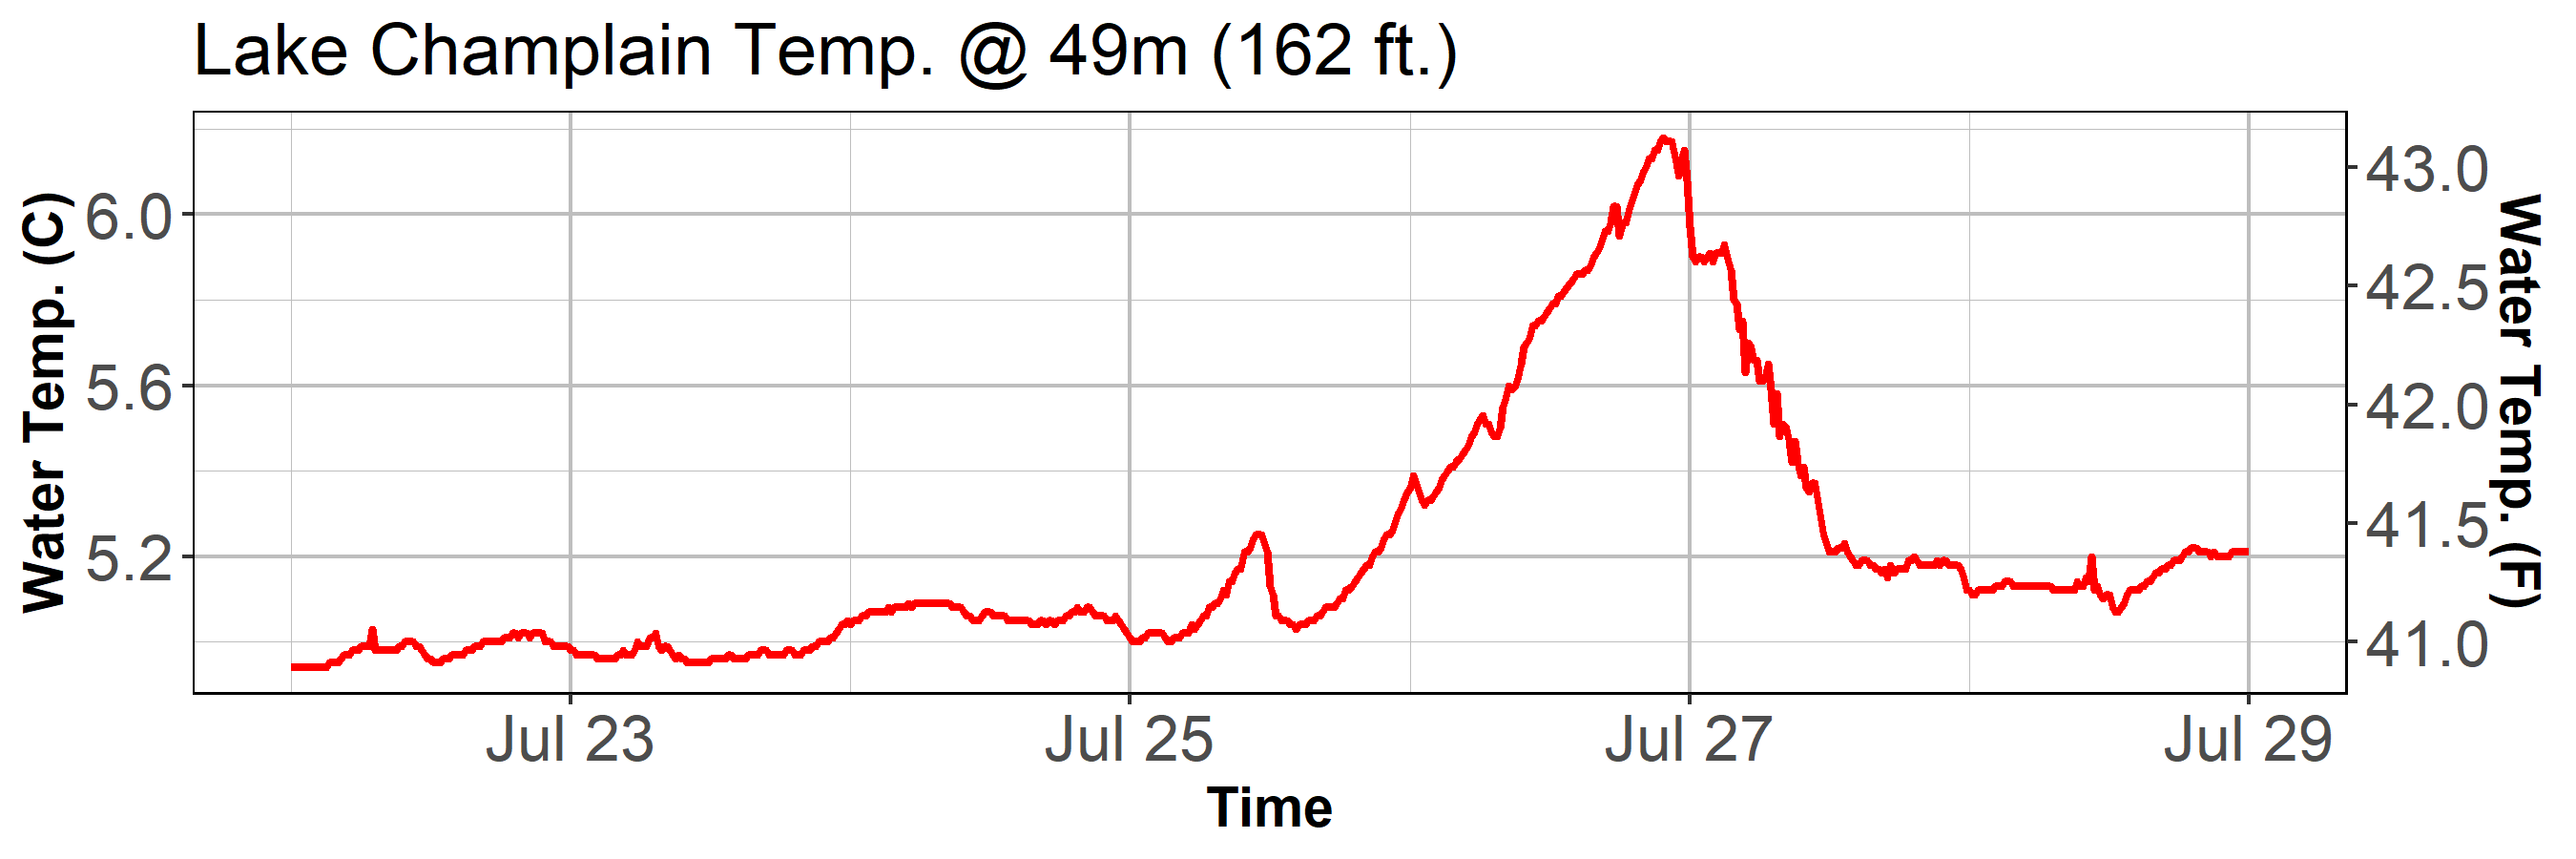 Lake Champlain Temp. @ 49m (162 ft.)
Water Temp. (C)
6.0
5.6
5.2
43.0
42.5
42.0
41.5
41.0
Water Temp. (F)
Jul 23
Jul 25
Jul 27
Jul 29
Time